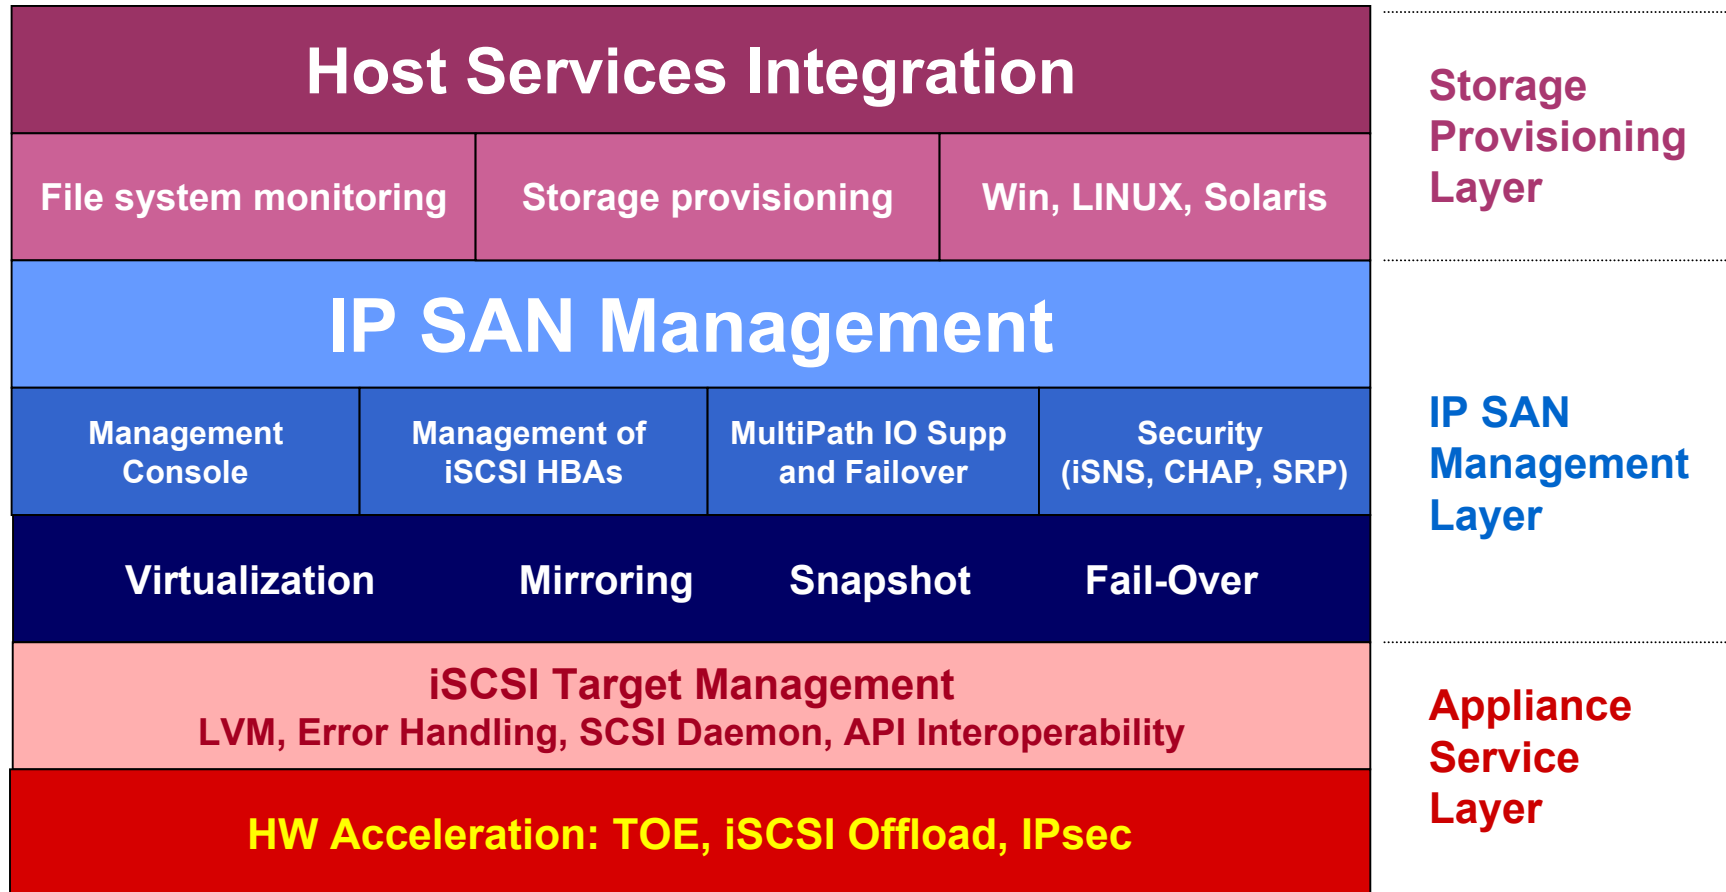 Host Services Integration
File system monitoring
Storage provisioning
Win, LINUX, Solaris
Storage
Provisioning
Layer
IP SAN Management
Management
Console
Management of
iSCSI HBAs
MultiPath IO Supp
and Failover
Security
(iSNS, CHAP, SRP)
Virtualization
Mirroring
Snapshot
Fail-Over
IP SAN
Management
Layer
iSCSI Target Management
LVM, Error Handling, SCSI Daemon, API Interoperability
HW Acceleration: TOE, iSCSI Offload, IPsec
Appliance
Service
Layer